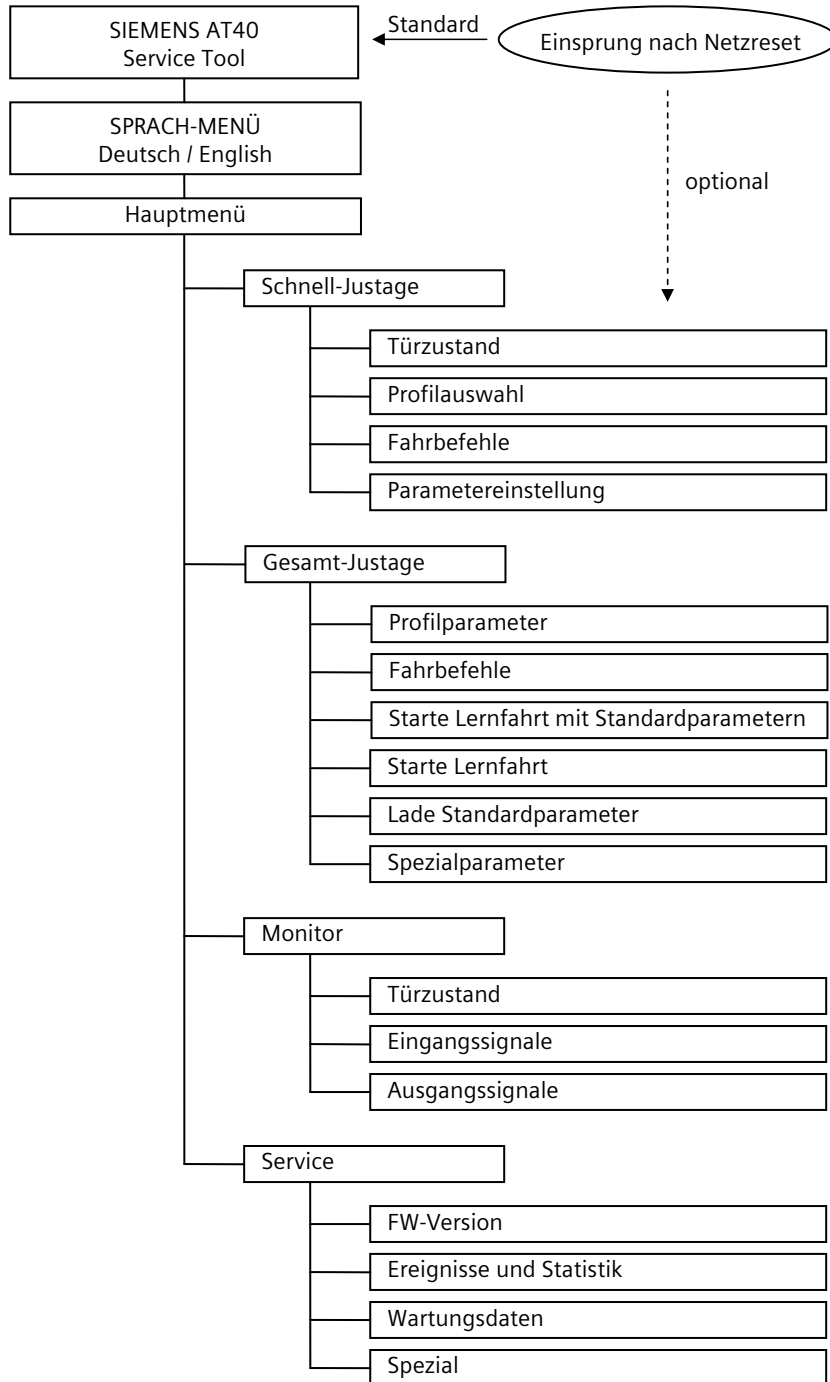 SIEMENS AT40
Service Tool
Standard
Einsprung nach Netzreset
SPRACH-MENÜ
Deutsch / English
optional
Hauptmenü
Schnell-Justage
Türzustand
Profilauswahl
Fahrbefehle
Parametereinstellung
Gesamt-Justage
Profilparameter
Fahrbefehle
Starte Lernfahrt mit Standardparametern
Starte Lernfahrt
Lade Standardparameter
Spezialparameter
Monitor
Türzustand
Eingangssignale
Ausgangssignale
Service
FW-Version
Ereignisse und Statistik
Wartungsdaten
Spezial